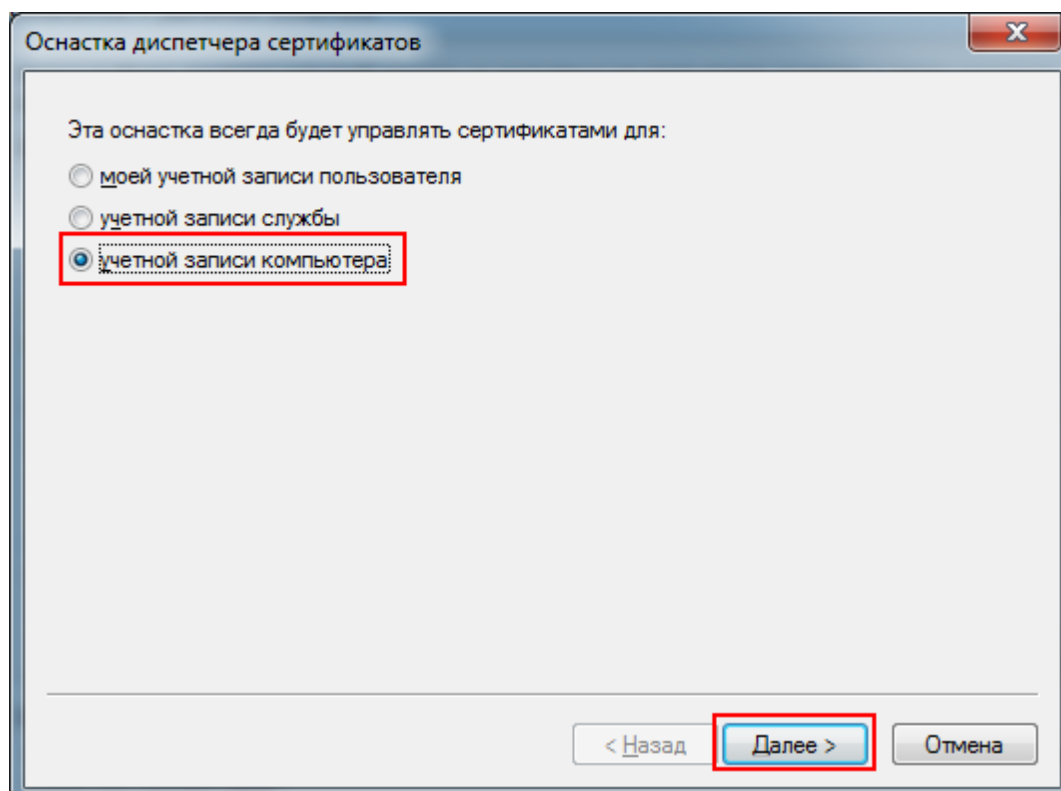 Оснастка диспетчера сертификатов
Эта оснастка всегда будет управлять сертификатами для:
моей учетной записи пользователя
учетной записи службы
учетной записи компьютера
< Назад Далее > Отмена